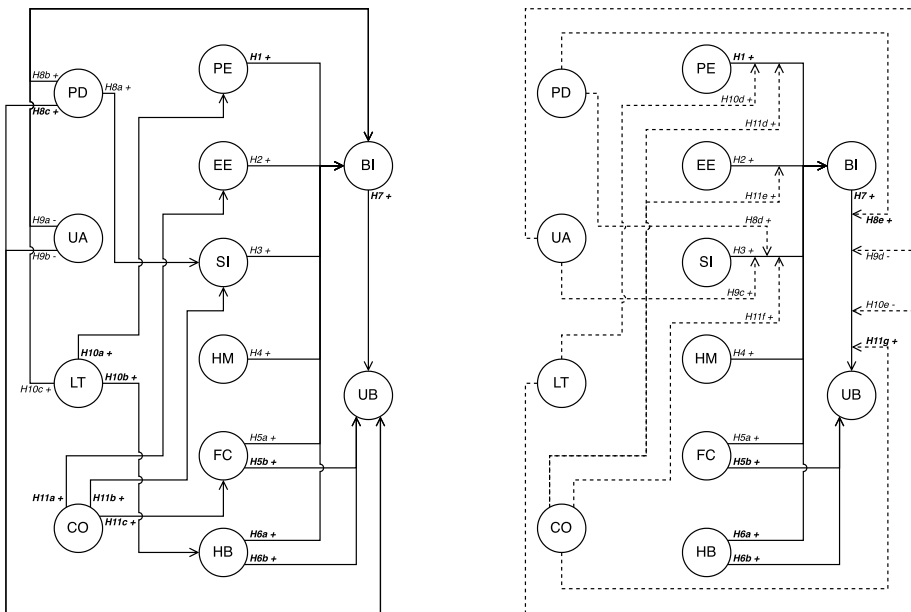 PE
H1 +
H8b +
PD
H8a +
H8c +
EE
H2 +
BI
H7 +
H9a -
UA
H9b -
SI
H3 +
H10a +
HM
H4 +
H10c +
LT
H10b +
UB
FC
H5a +
H5b +
H11a +
H11b +
H11c +
CO
HB
H6a +
H6b +
PE
H1 +
PD
H10d +
H11d +
EE
H2 +
BI
H11e +
H7 +
H8d +
H8e +
UA
SI
H3 +
H9d -
H9c +
H10e -
H11f +
H11g +
HM
H4 +
LT
UB
FC
H5a +
H5b +
CO
HB
H6a +
H6b +